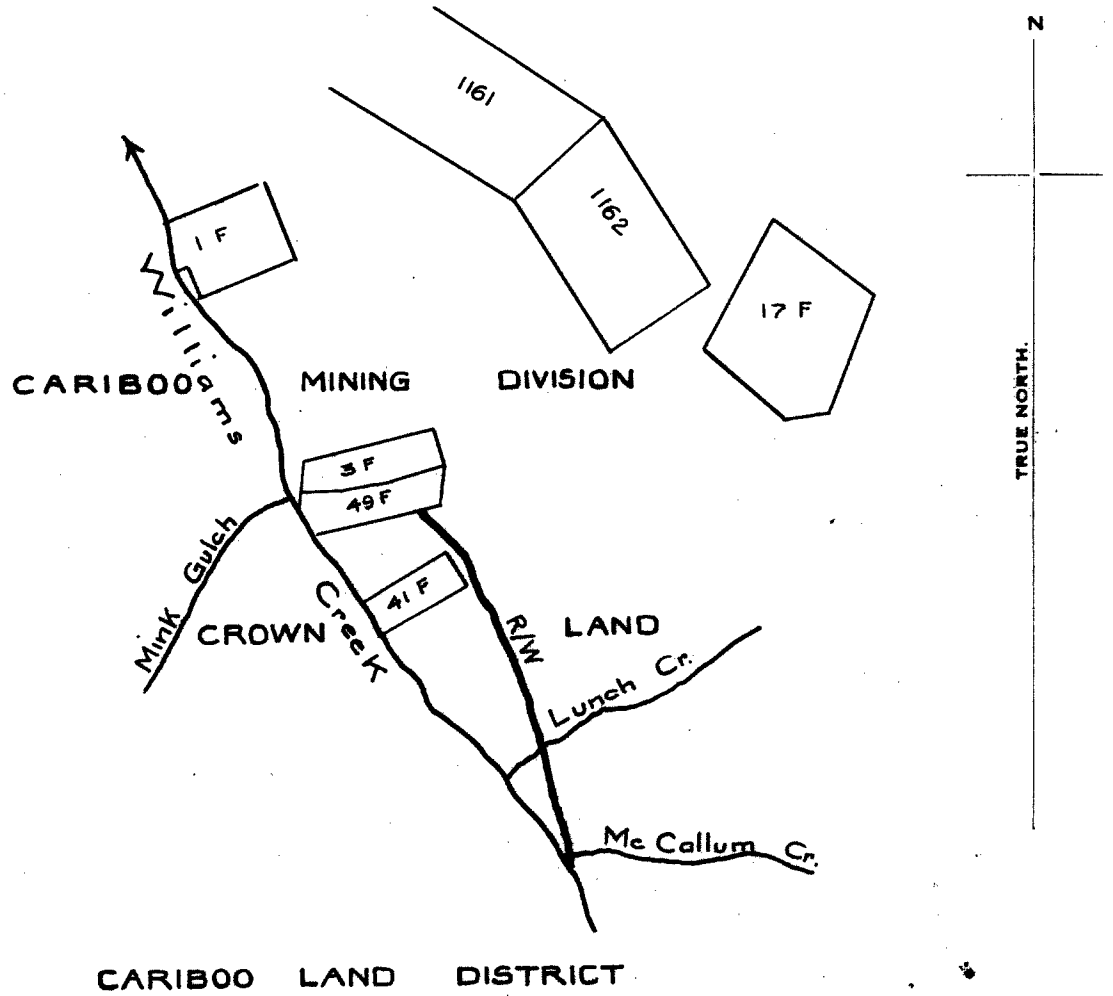 N
1161
1162
1 F
17 F
Williams
CARIBOO MINING DIVISION
TRUE NORTH.
3 F
49 F
Mink Gulch
41 F
Creek
CROWN LAND
R/W
Lunch Cr.
Mc Callum Cr.
CARIBOO LAND DISTRICT